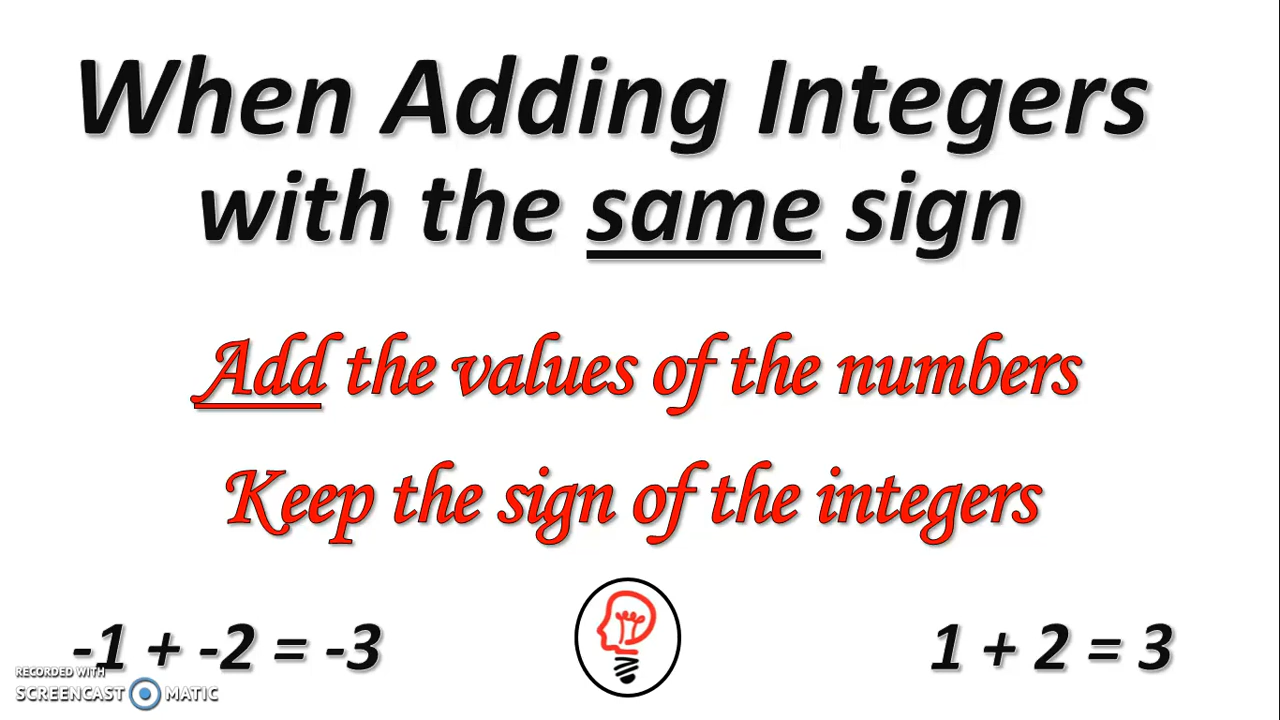 When Adding Integers
with the same sign
Add the values of the numbers
Keep the sign of the integers
-1 + -2 = -3
1 + 2 = 3
RECORDED WITH
SCREENCAST MATIC